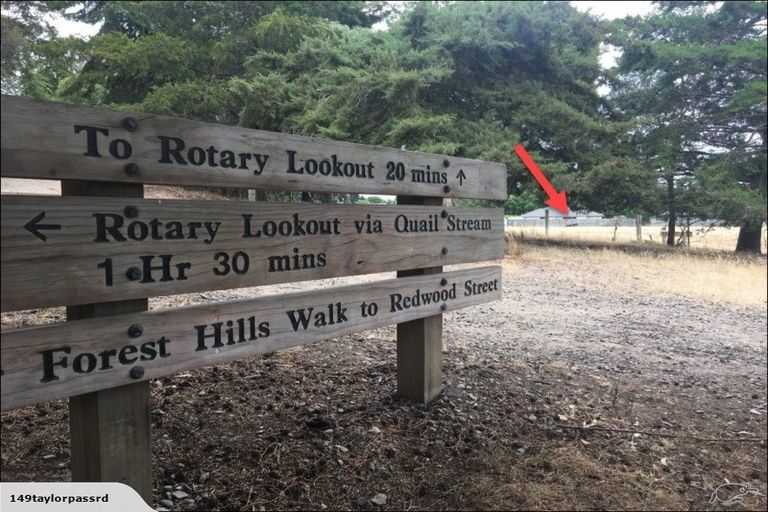 To Rotary Lookout 20 mins ↑
← Rotary Lookout via Quail Stream
1 Hr 30 mins
Forest Hills Walk to Redwood Street
149taylorpassrd